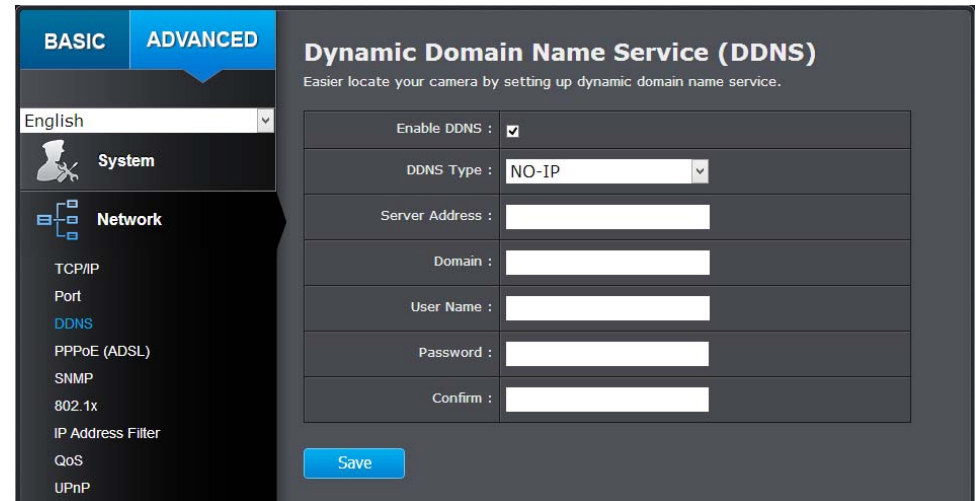 BASIC
ADVANCED
English
System
Network
TCP/IP
Port
DDNS
PPPoE (ADSL)
SNMP
802.1x
IP Address Filter
QoS
UPnP
Dynamic Domain Name Service (DDNS)
Easier locate your camera by setting up dynamic domain name service.
Enable DDNS :
DDNS Type : NO-IP
Server Address :
Domain :
User Name :
Password :
Confirm :
Save